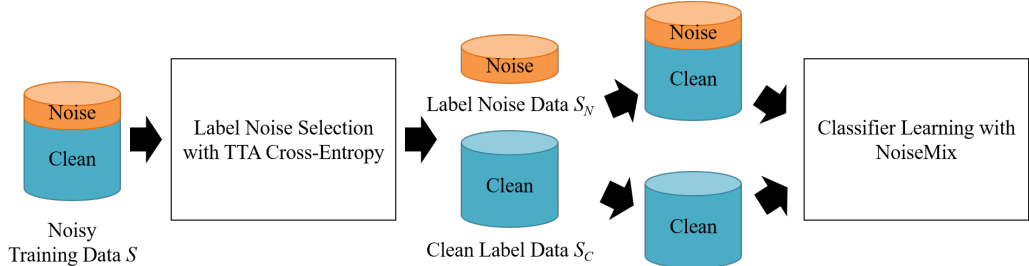 Noise
Clean
Noisy
Training Data S
Label Noise Selection
with TTA Cross-Entropy
Noise
Label Noise Data S_N
Clean
Clean Label Data S_C
Noise
Clean
Clean
Classifier Learning with
NoiseMix